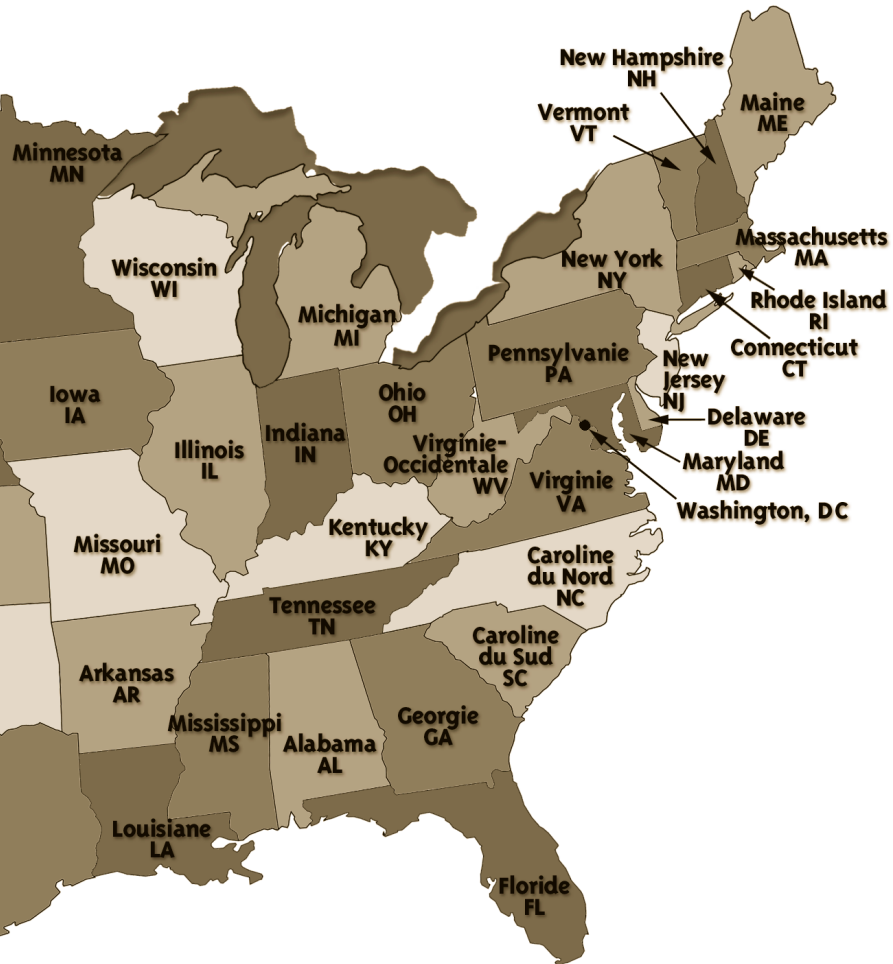 New Hampshire
NH
Maine
ME
Vermont
VT
Minnesota
MN
Massachusetts
MA
New York
NY
Wisconsin
WI
Rhode Island
RI
Michigan
MI
Connecticut
CT
Pennsylvanie
PA
New
Jersey
NJ
Iowa
IA
Ohio
OH
Delaware
DE
Indiana
IN
Illinois
IL
Virginie-
Occidentale
WV
Maryland
MD
Virginie
VA
Washington, DC
Kentucky
KY
Missouri
MO
Caroline
du Nord
NC
Tennessee
TN
Caroline
du Sud
SC
Arkansas
AR
Mississippi
MS
Georgie
GA
Alabama
AL
Louisiane
LA
Floride
FL